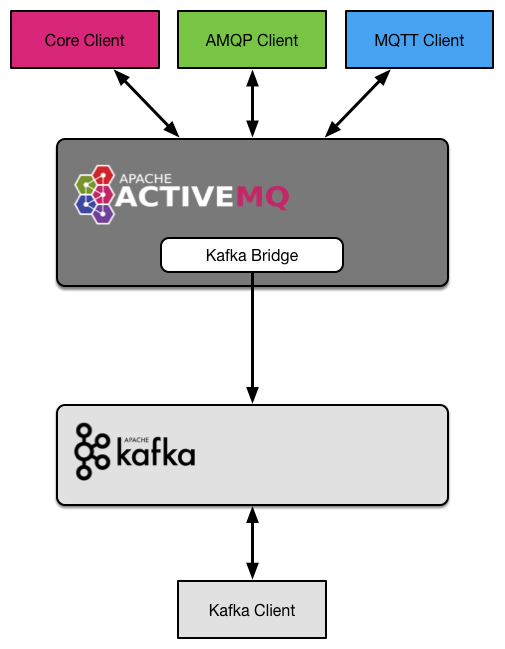 Core Client
AMQP Client
MQTT Client
APACHE
ACTIVEMQ
Kafka Bridge
APACHE
kafka
Kafka Client